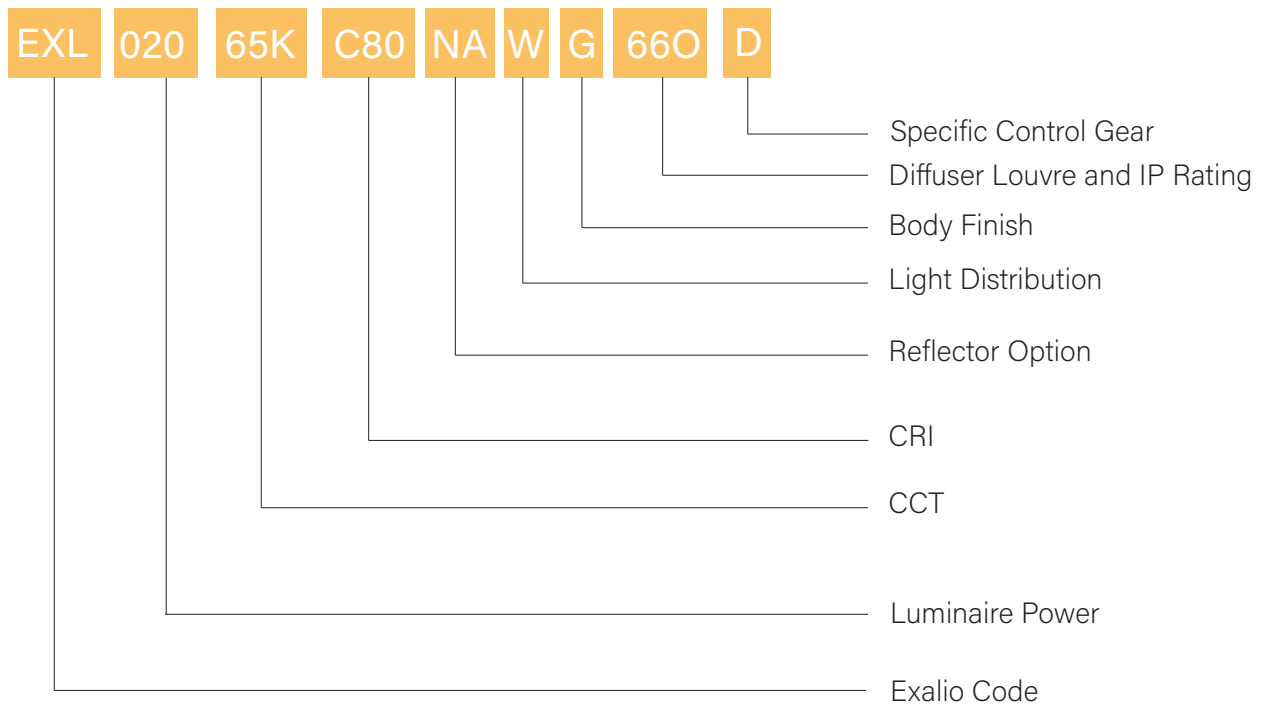 EXL 020 65K C80 NA W G 66O D
Specific Control Gear
Diffuser Louvre and IP Rating
Body Finish
Light Distribution
Reflector Option
CRI
CCT
Luminaire Power
Exalio Code